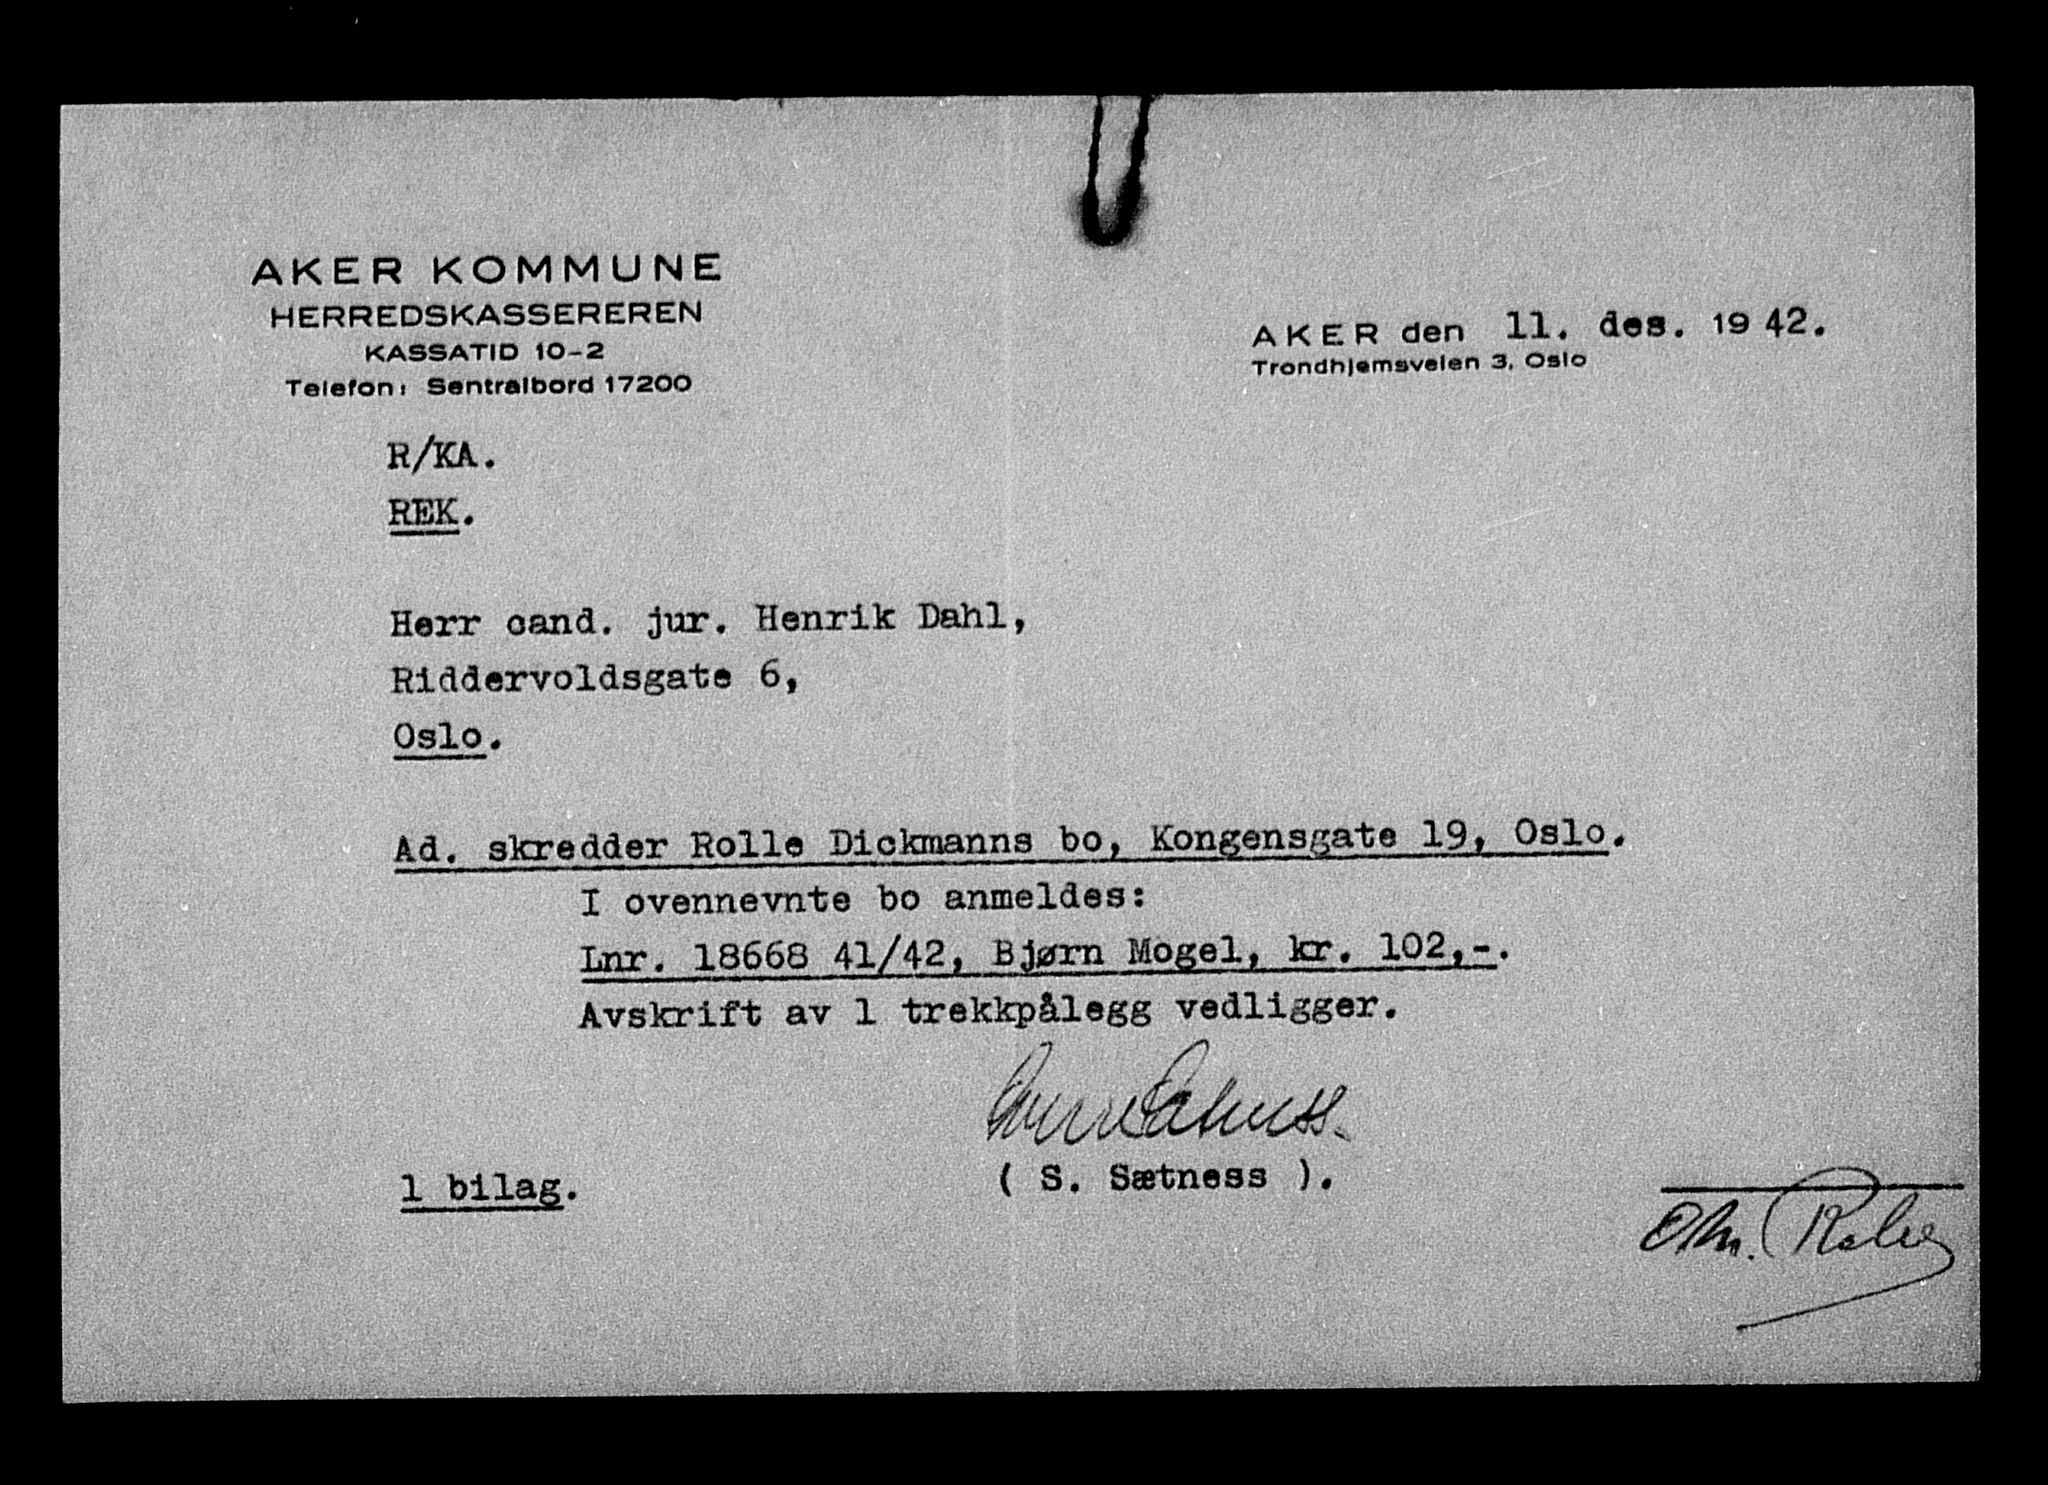 AKER KOMMUNE
HERREDSKASSEREREN
KASSATID 10-2
Telefon: Sentralbord 17200
AKER den 11. des. 1942.
Trondhjemsveien 3, Oslo
R/KA.
REK.
Herr cand. jur. Henrik Dahl,
Riddervoldsgate 6,
Oslo.
Ad. skredder Rolle Dickmanns bo, Kongensgate 19, Oslo.
I ovennevnte bo anmeldes:
Lnr. 18668 41/42, Bjørn Mogel, kr. 102,-.
Avskrift av 1 trekkpålegg vedligger.
( S. Sætness ).
1 bilag.